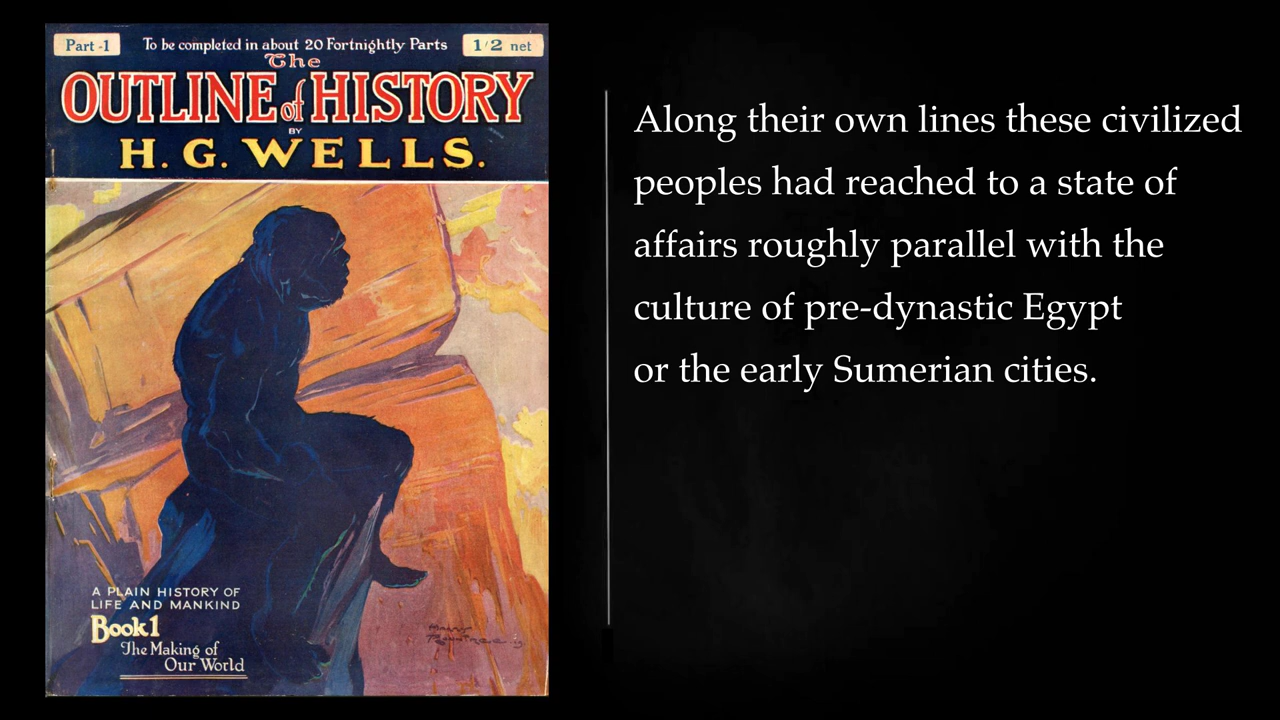 Part -1
To be completed in about 20 Fortnightly Parts
1/2 net
The
OUTLINE of HISTORY
BY
H. G. WELLS.
A PLAIN HISTORY OF
LIFE AND MANKIND
Book 1
The Making of
Our World
Along their own lines these civilized
peoples had reached to a state of
affairs roughly parallel with the
culture of pre-dynastic Egypt
or the early Sumerian cities.